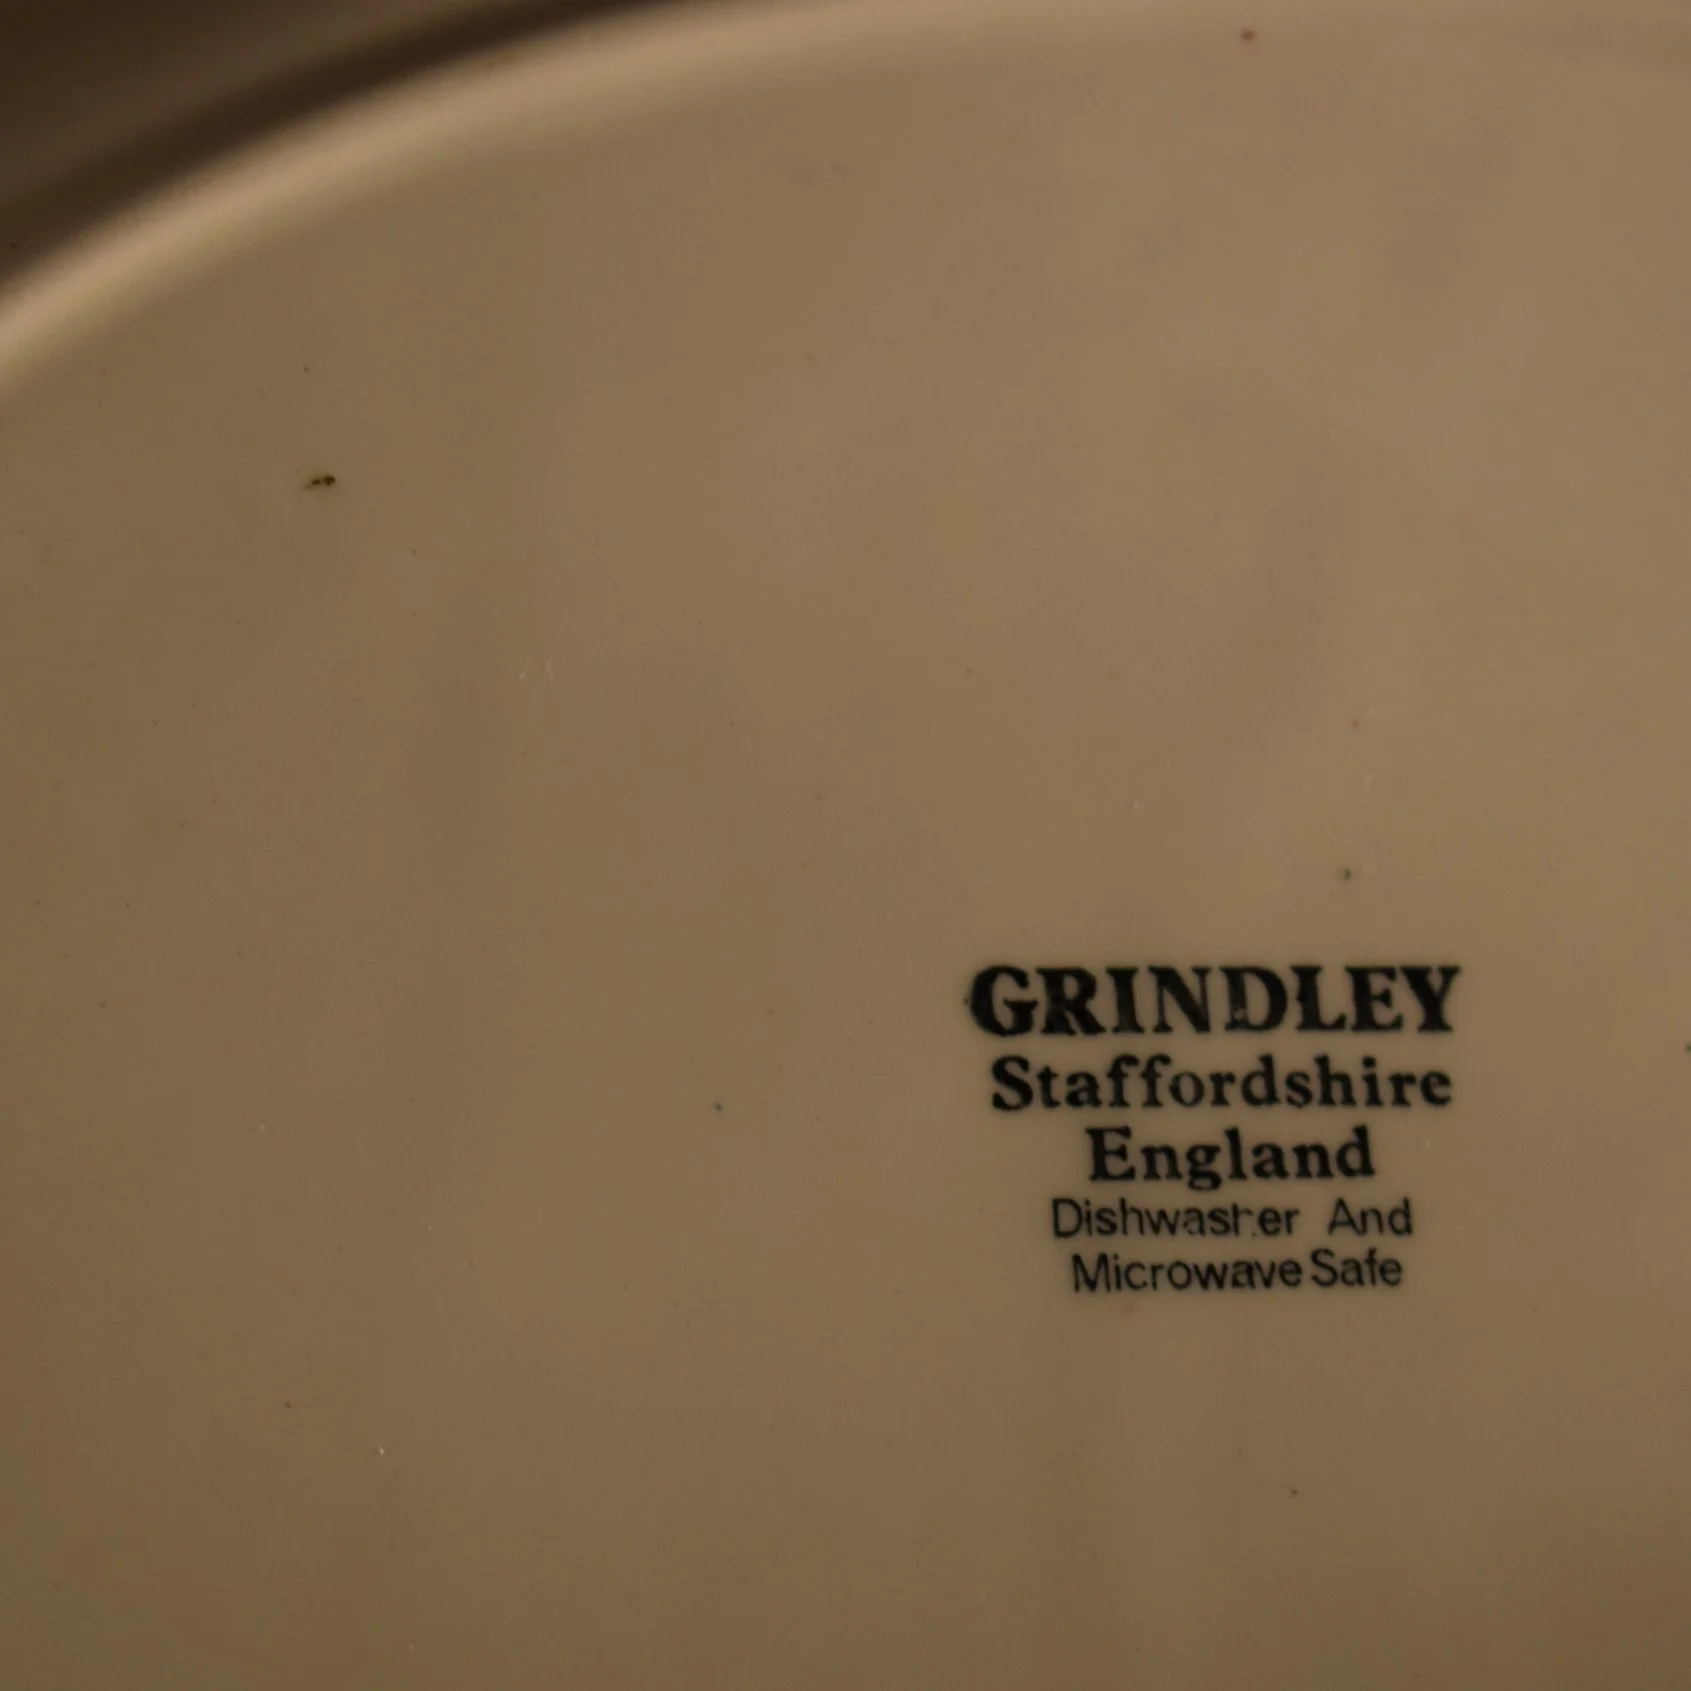 GRINDLEY
Staffordshire
England
Dishwasher And
Microwave Safe